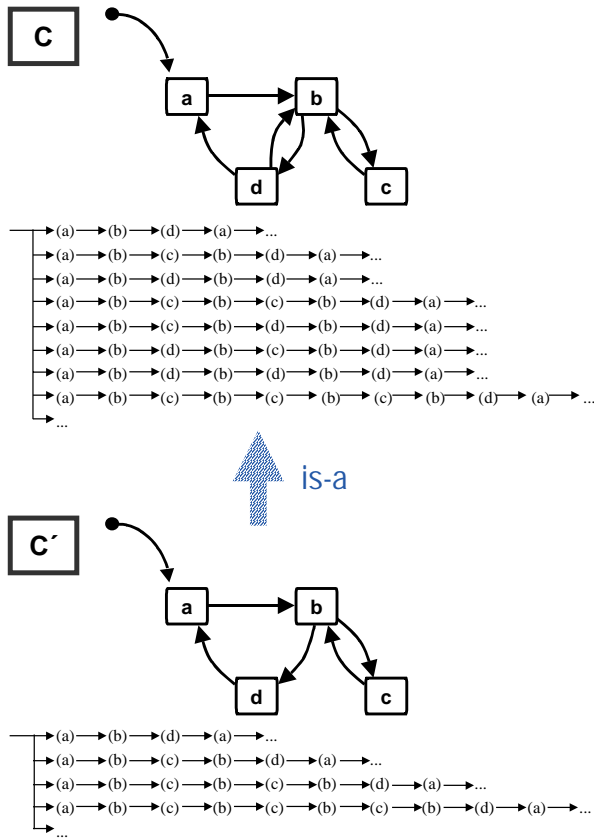 C
a b
d c
(a) (b) (d) (a) ...
(a) (b) (c) (b) (d) (a) ...
(a) (b) (d) (b) (d) (a) ...
(a) (b) (c) (b) (c) (b) (d) (a) ...
(a) (b) (c) (b) (d) (b) (d) (a) ...
(a) (b) (d) (b) (c) (b) (d) (a) ...
(a) (b) (d) (b) (d) (b) (d) (a) ...
(a) (b) (c) (b) (c) (b) (c) (b) (d) (a) ...
...
is-a
C´
a b
d c
(a) (b) (d) (a) ...
(a) (b) (c) (b) (d) (a) ...
(a) (b) (c) (b) (c) (b) (d) (a) ...
(a) (b) (c) (b) (c) (b) (c) (b) (d) (a) ...
...